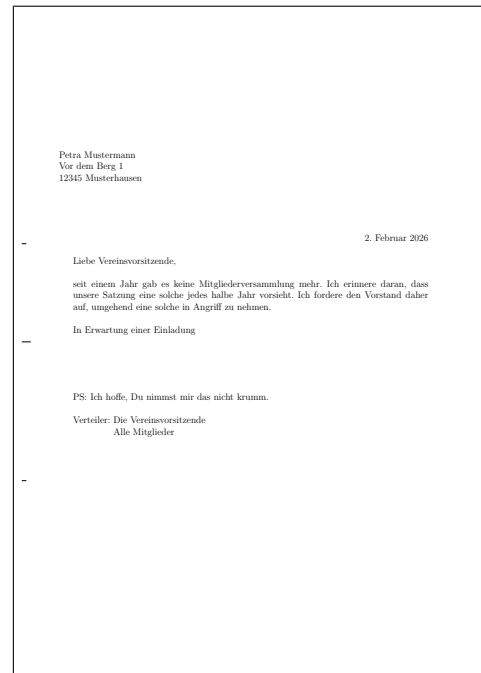 Petra Mustermann
Vor dem Berg 1
12345 Musterhausen
2. Februar 2026
Liebe Vereinsvorsitzende,
seit einem Jahr gab es keine Mitgliederversammlung mehr. Ich erinnere daran, dass
unsere Satzung eine solche jedes halbe Jahr vorsieht. Ich fordere den Vorstand daher
auf, umgehend eine solche in Angriff zu nehmen.
In Erwartung einer Einladung
PS: Ich hoffe, Du nimmst mir das nicht krumm.
Verteiler: Die Vereinsvorsitzende
Alle Mitglieder